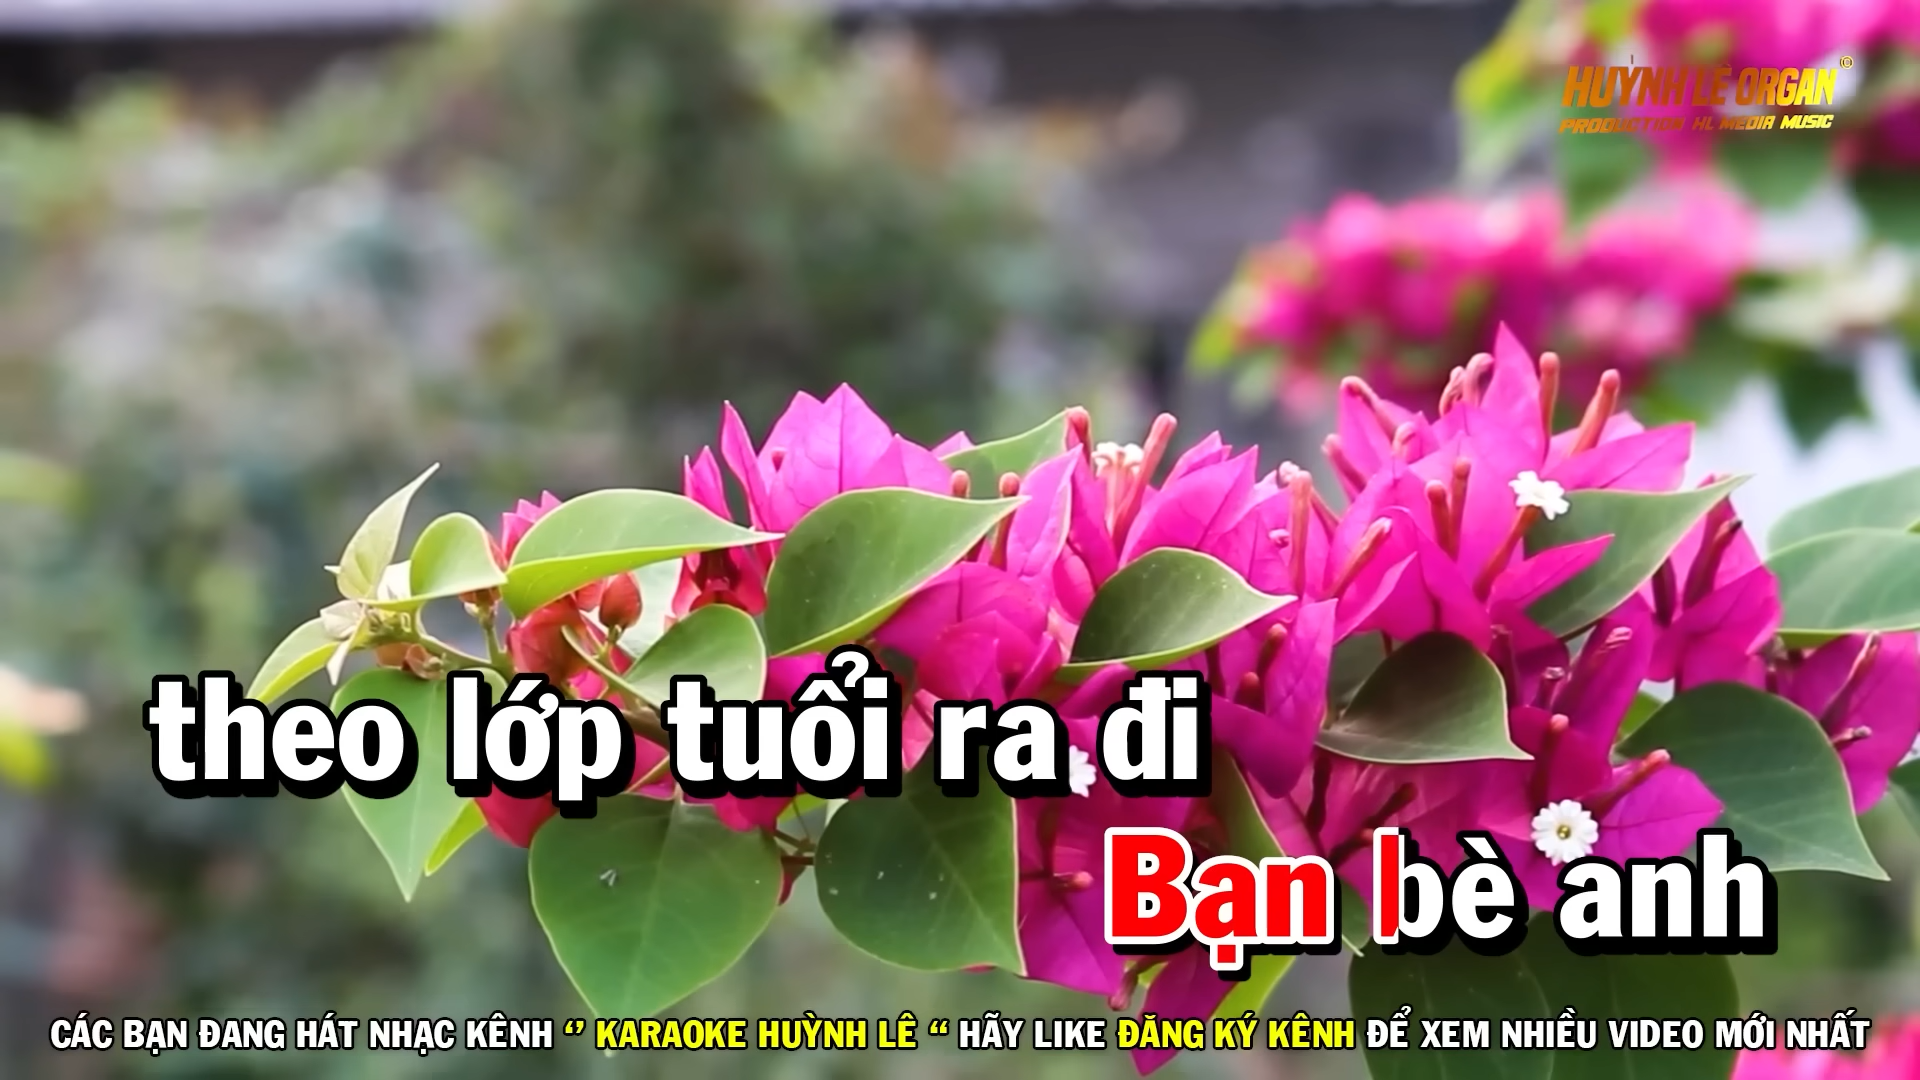 HUỲNH LÊ ORGAN ©
PRODUCTION HL MEDIA MUSIC
theo lớp tuổi ra đi
Bạn bè anh
CÁC BẠN ĐANG HÁT NHẠC KÊNH “ KARAOKE HUỲNH LÊ “ HÃY LIKE ĐĂNG KÝ KÊNH ĐỂ XEM NHIỀU VIDEO MỚI NHẤT